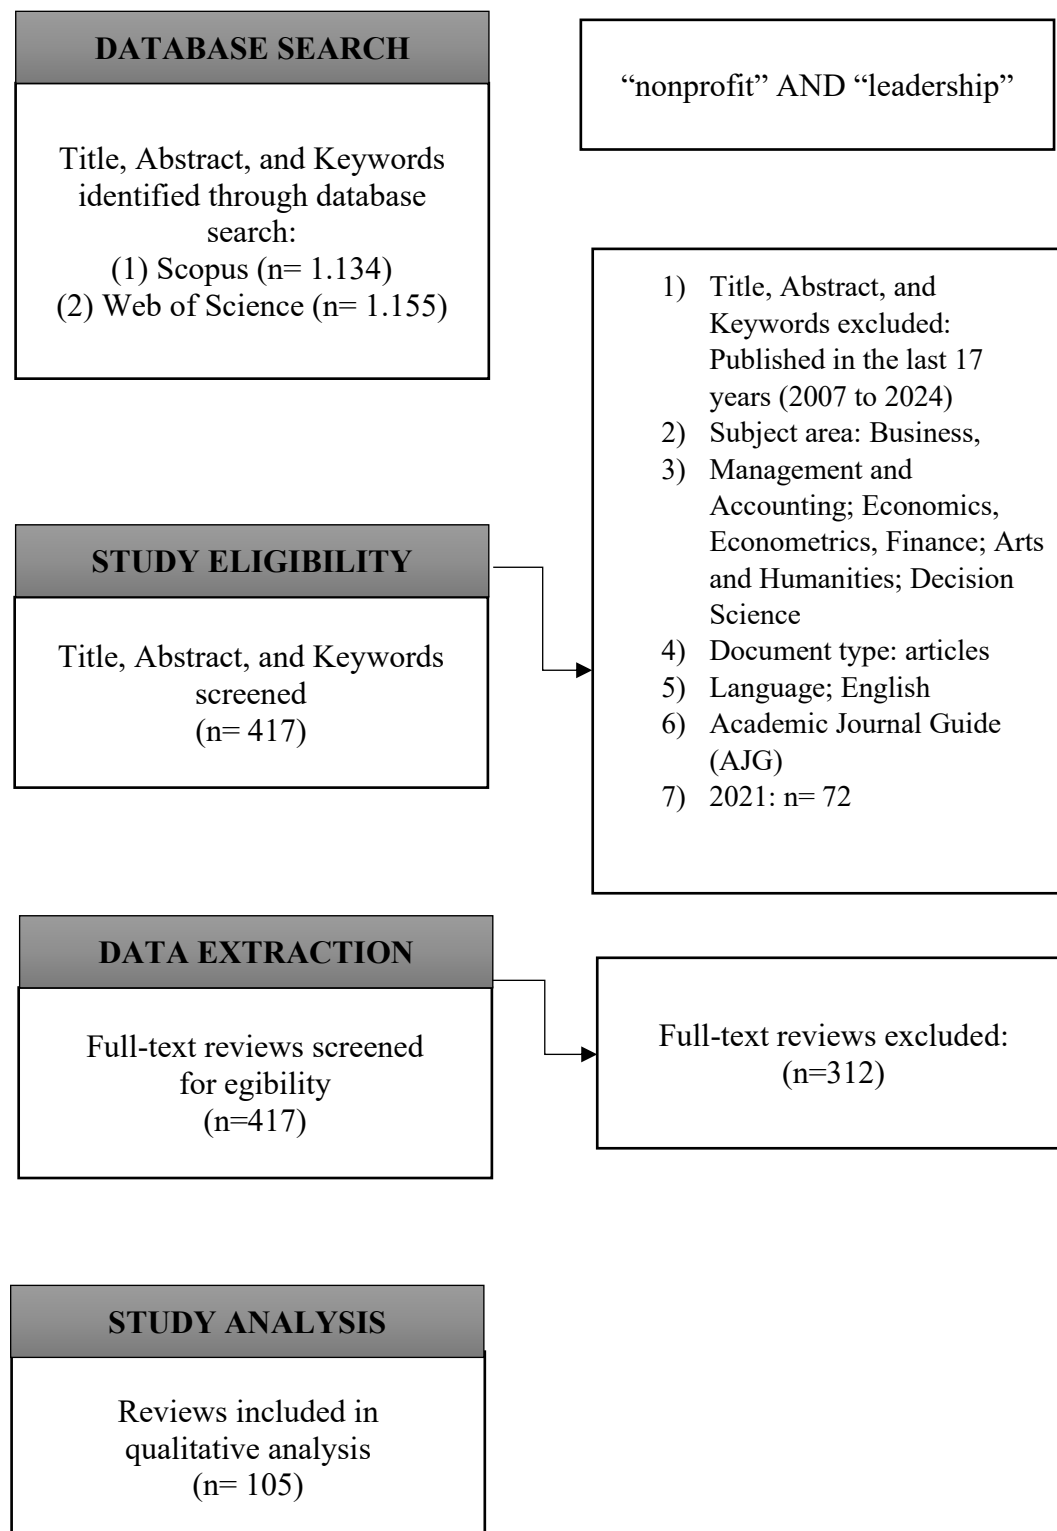 DATABASE SEARCH
Title, Abstract, and Keywords
identified through database
search:
(1) Scopus (n= 1.134)
(2) Web of Science (n= 1.155)
“nonprofit” AND “leadership”
STUDY ELIGIBILITY
Title, Abstract, and Keywords
screened
(n= 417)
1) Title, Abstract, and
Keywords excluded:
Published in the last 17
years (2007 to 2024)
2) Subject area: Business,
3) Management and
Accounting; Economics,
Econometrics, Finance; Arts
and Humanities; Decision
Science
4) Document type: articles
5) Language; English
6) Academic Journal Guide
(AJG)
7) 2021: n= 72
DATA EXTRACTION
Full-text reviews screened
for egibility
(n=417)
Full-text reviews excluded:
(n=312)
STUDY ANALYSIS
Reviews included in
qualitative analysis
(n= 105)